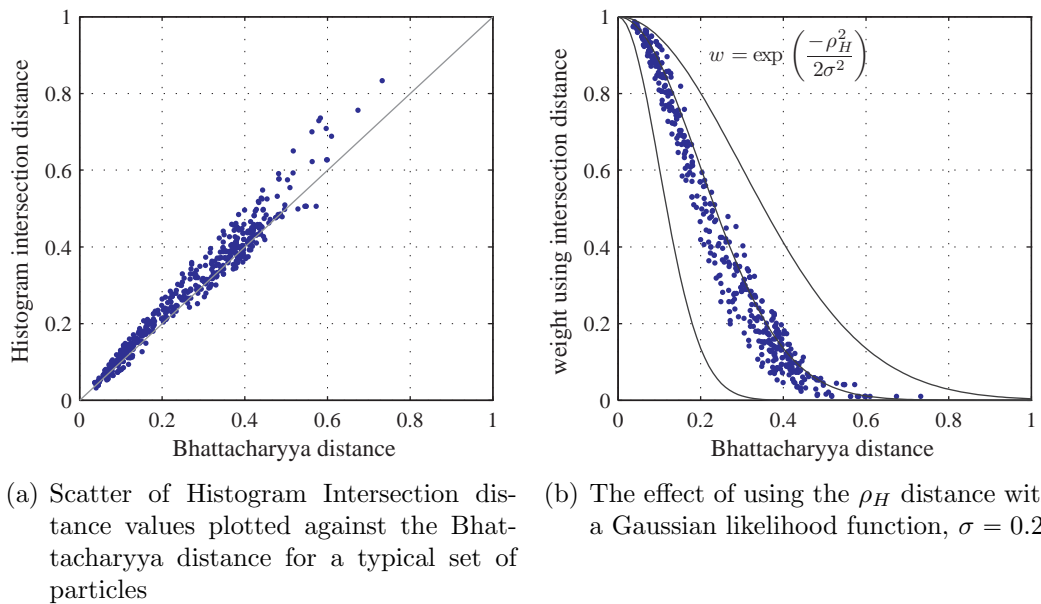 1
0.8
0.6
0.4
0.2
0
0 0.2 0.4 0.6 0.8 1
Histogram intersection distance
Bhattacharyya distance
1
0.8
0.6
0.4
0.2
0
0 0.2 0.4 0.6 0.8 1
weight using intersection distance
Bhattacharyya distance
w = exp (−ρ_H^2 / 2σ^2)
(a) Scatter of Histogram Intersection dis-
tance values plotted against the Bhat-
tacharyya distance for a typical set of
particles
(b) The effect of using the ρ_H distance wit
a Gaussian likelihood function, σ = 0.2